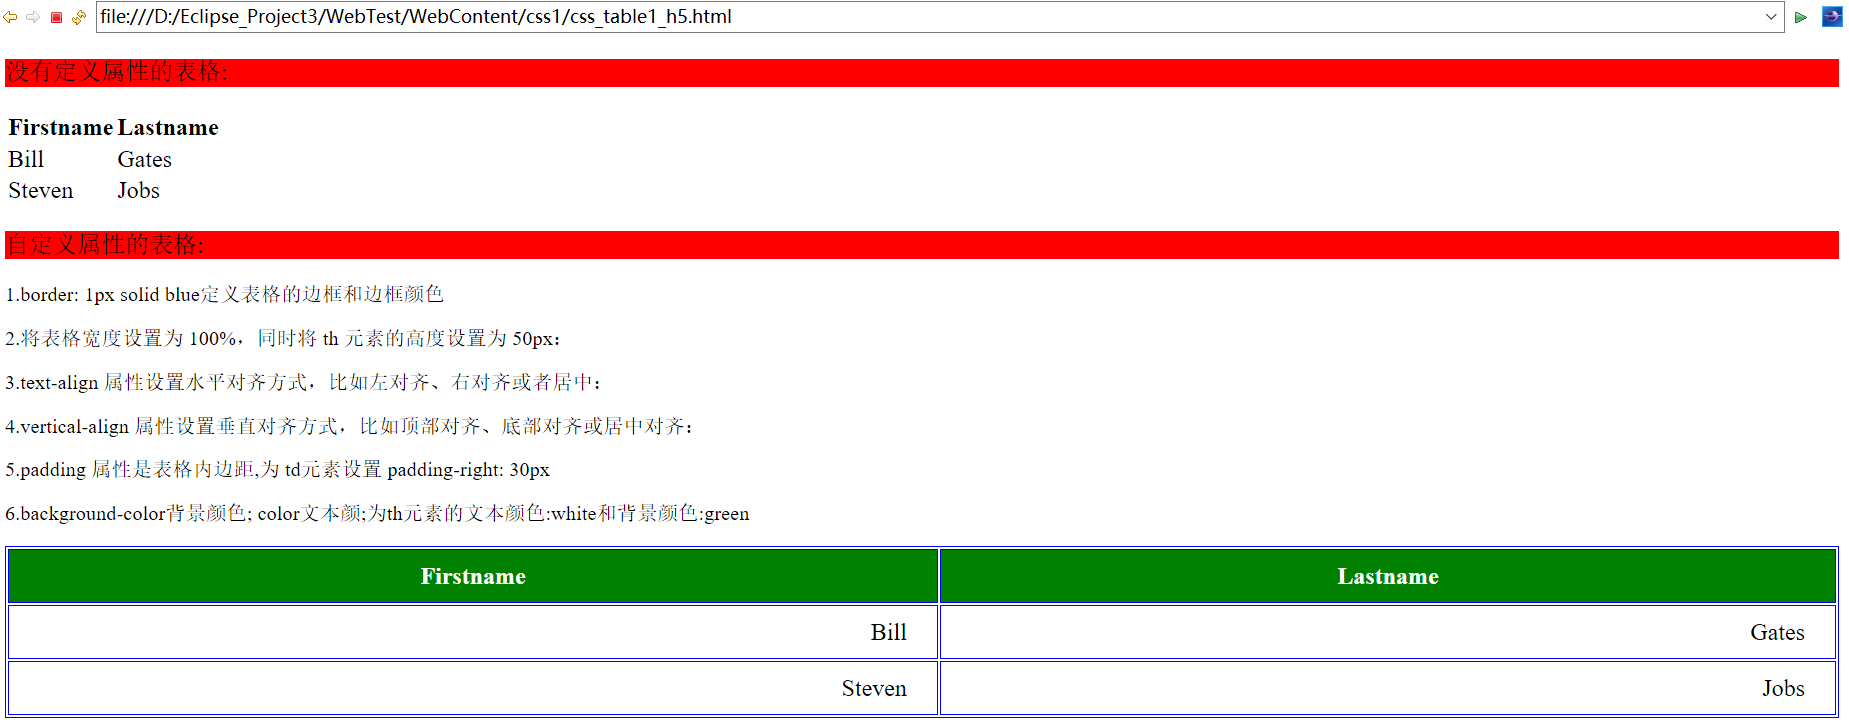 file:///D:/Eclipse_Project3/WebTest/WebContent/css1/css_table1_h5.html
没有定义属性的表格:
Firstname Lastname
Bill Gates
Steven Jobs
自定义属性的表格:
1.border: 1px solid blue定义表格的边框和边框颜色
2.将表格宽度设置为 100%，同时将 th 元素的高度设置为 50px：
3.text-align 属性设置水平对齐方式，比如左对齐、右对齐或者居中：
4.vertical-align 属性设置垂直对齐方式，比如顶部对齐、底部对齐或居中对齐：
5.padding 属性是表格内边距,为 td元素设置 padding-right: 30px
6.background-color背景颜色; color文本颜;为th元素的文本颜色:white和背景颜色:green
Firstname Lastname
Bill Gates
Steven Jobs